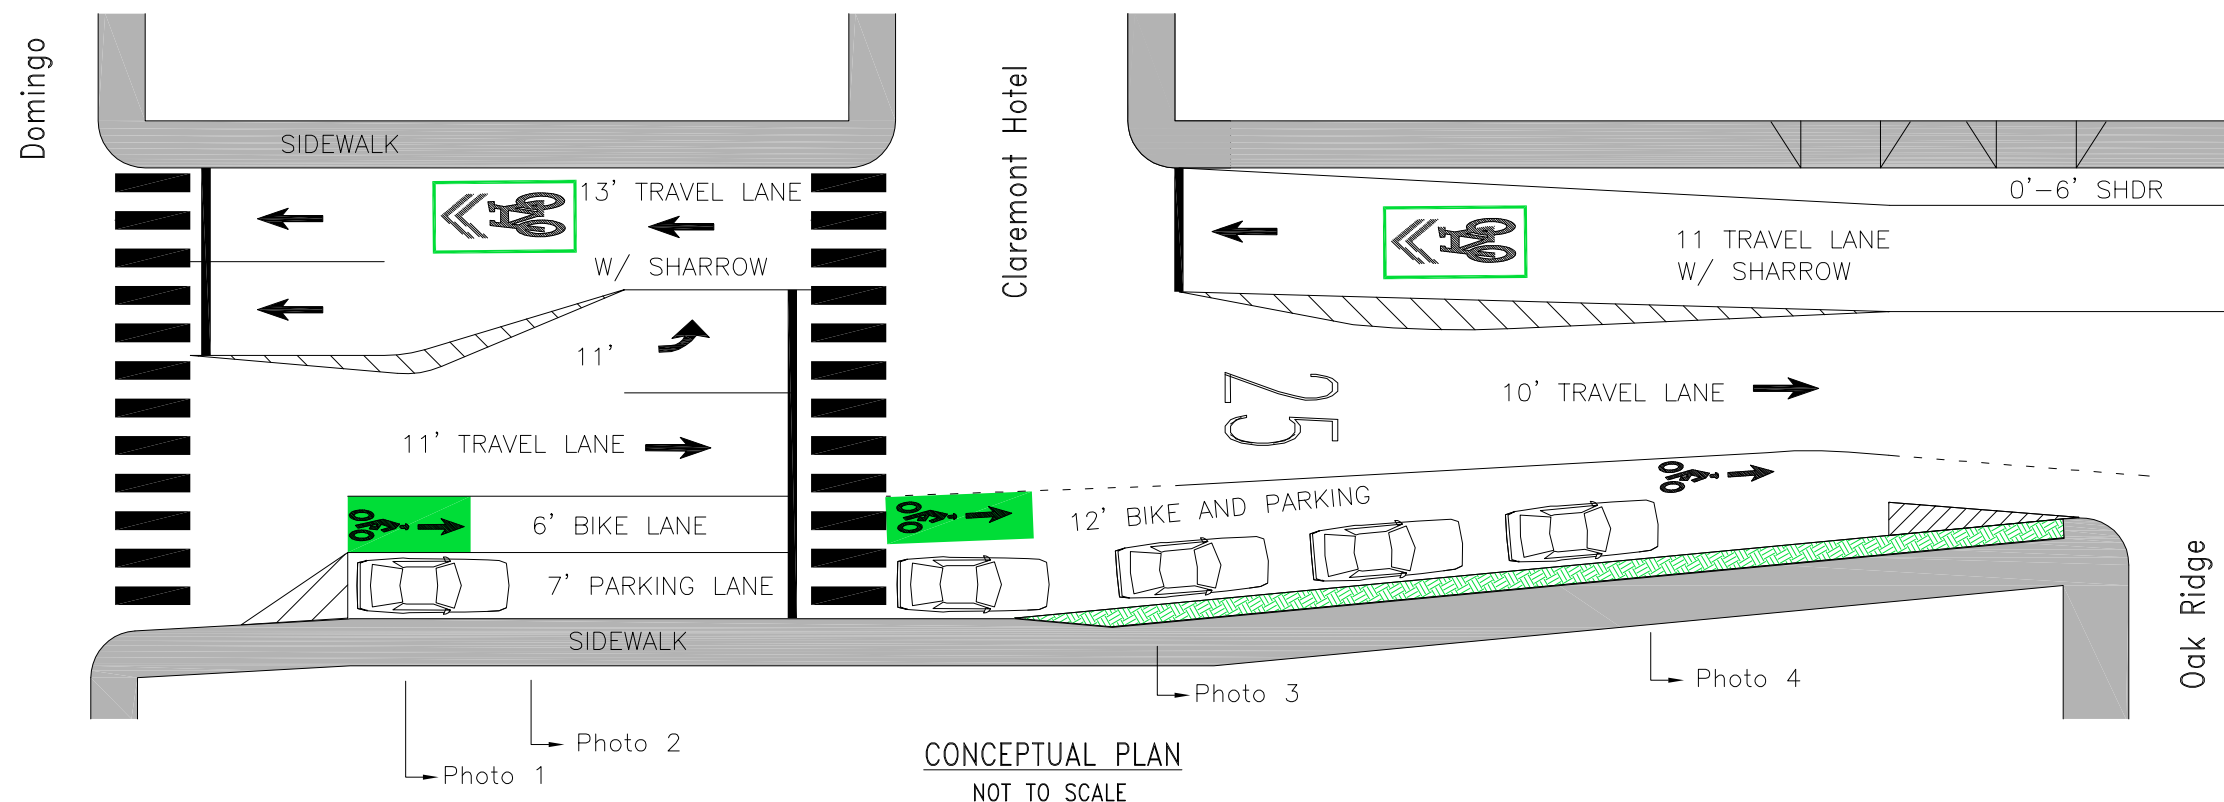 Domingo
SIDEWALK
Claremont Hotel
13' TRAVEL LANE
W/ SHARROW
0'-6' SHDR
11 TRAVEL LANE
W/ SHARROW
11'
25
10' TRAVEL LANE
11' TRAVEL LANE
6' BIKE LANE
12' BIKE AND PARKING
7' PARKING LANE
SIDEWALK
Oak Ridge
Photo 3
Photo 4
Photo 2
Photo 1
CONCEPTUAL PLAN
NOT TO SCALE